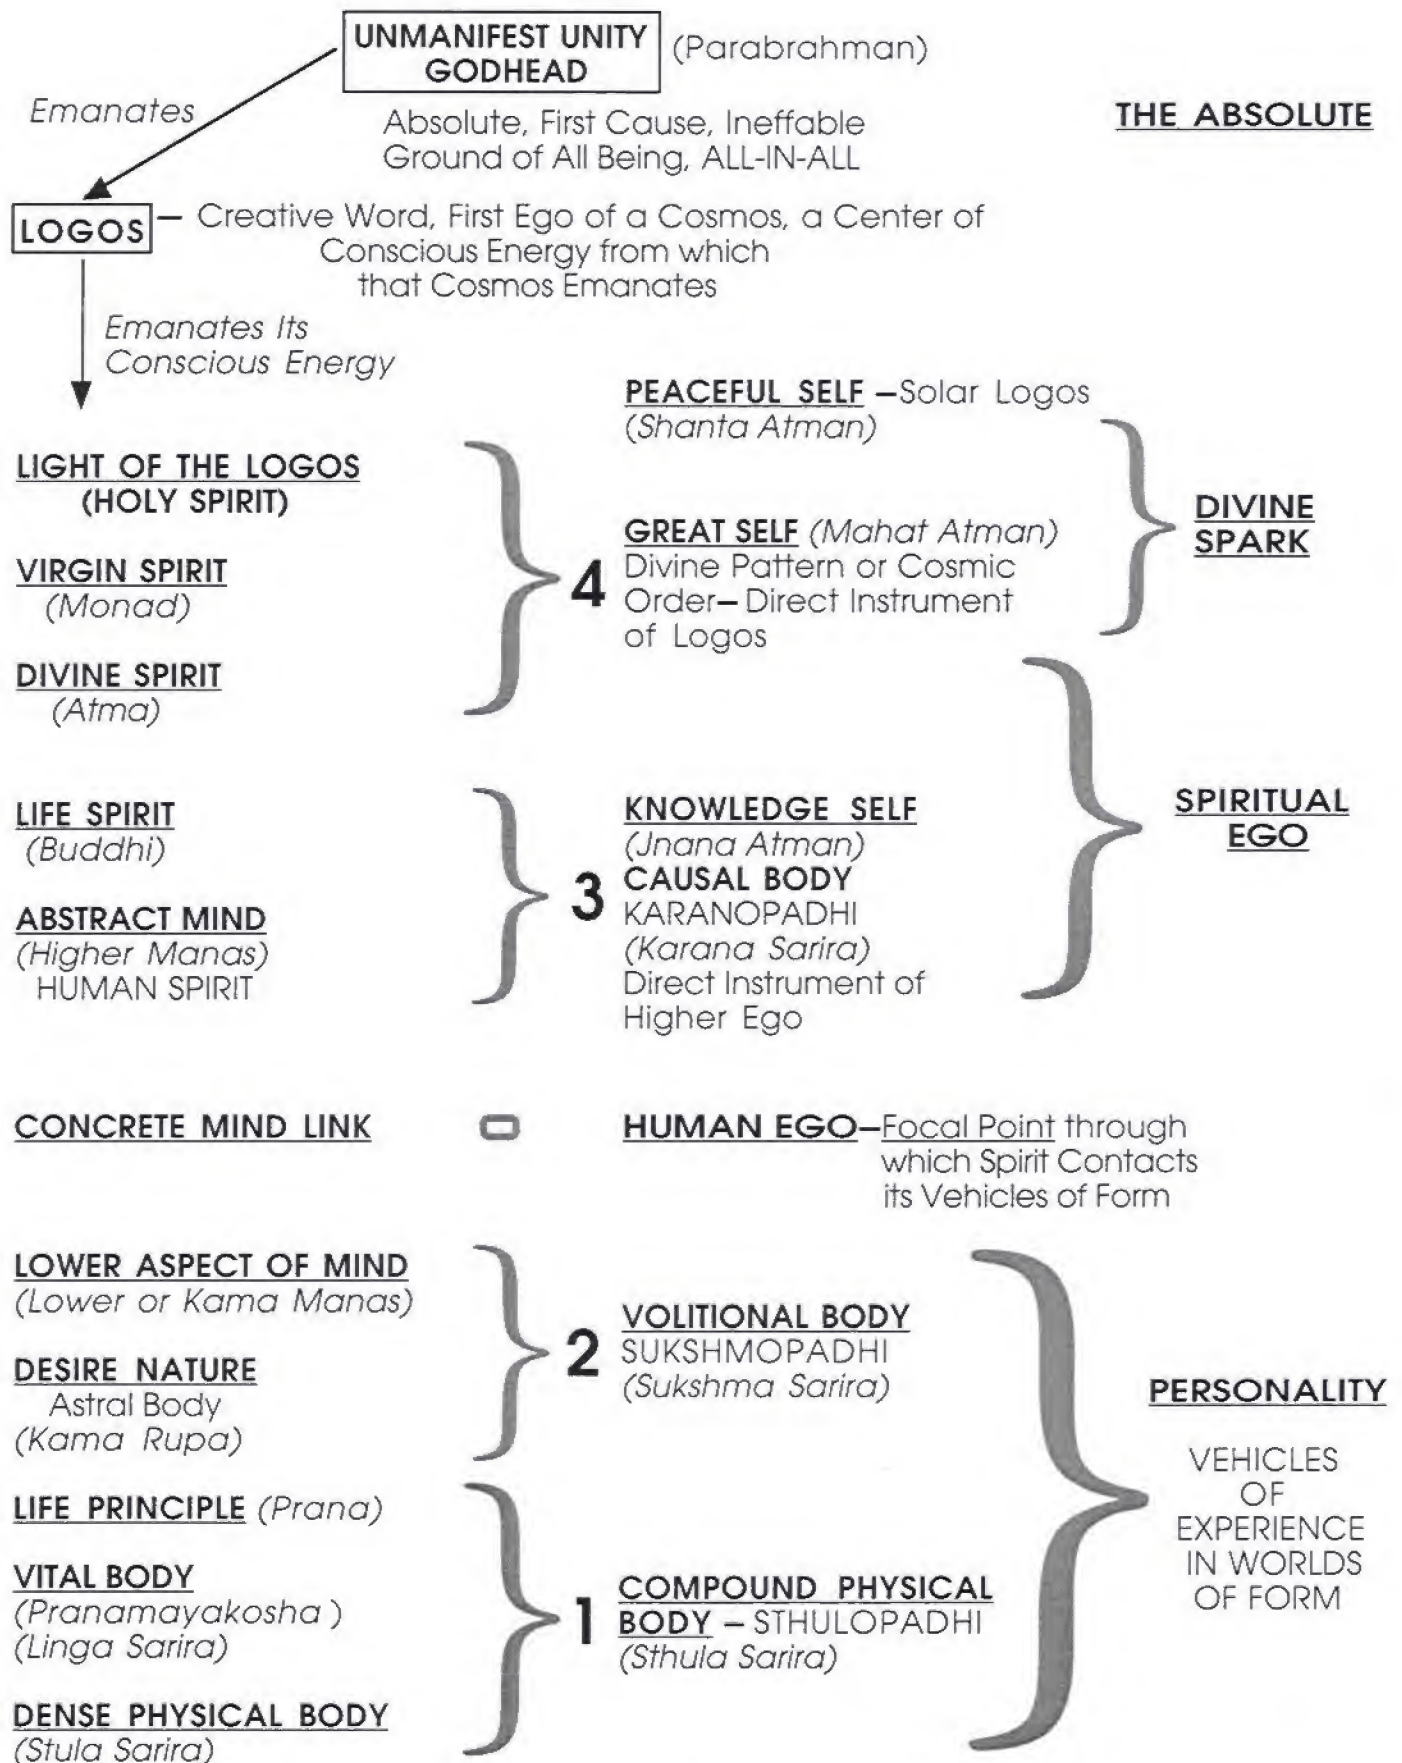 UNMANIFEST UNITY
GODHEAD
(Parabrahman)
Emanates
Absolute, First Cause, Ineffable
Ground of All Being, ALL-IN-ALL
THE ABSOLUTE
LOGOS
— Creative Word, First Ego of a Cosmos, a Center of
Conscious Energy from which
that Cosmos Emanates
Emanates Its
Conscious Energy
PEACEFUL SELF –Solar Logos
(Shanta Atman)
LIGHT OF THE LOGOS
(HOLY SPIRIT)
VIRGIN SPIRIT
(Monad)
DIVINE SPIRIT
(Atma)
4
GREAT SELF (Mahat Atman)
Divine Pattern or Cosmic
Order– Direct Instrument
of Logos
DIVINE
SPARK
LIFE SPIRIT
(Buddhi)
ABSTRACT MIND
(Higher Manas)
HUMAN SPIRIT
3
KNOWLEDGE SELF
(Jnana Atman)
CAUSAL BODY
KARANOPADHI
(Karana Sarira)
Direct Instrument of
Higher Ego
SPIRITUAL
EGO
CONCRETE MIND LINK
HUMAN EGO–Focal Point through
which Spirit Contacts
its Vehicles of Form
LOWER ASPECT OF MIND
(Lower or Kama Manas)
DESIRE NATURE
Astral Body
(Kama Rupa)
2
VOLITIONAL BODY
SUKSHMOPADHI
(Sukshma Sarira)
LIFE PRINCIPLE (Prana)
VITAL BODY
(Pranamayakosha )
(Linga Sarira)
DENSE PHYSICAL BODY
(Stula Sarira)
1
COMPOUND PHYSICAL
BODY – STHULOPADHI
(Sthula Sarira)
PERSONALITY
VEHICLES
OF
EXPERIENCE
IN WORLDS
OF FORM